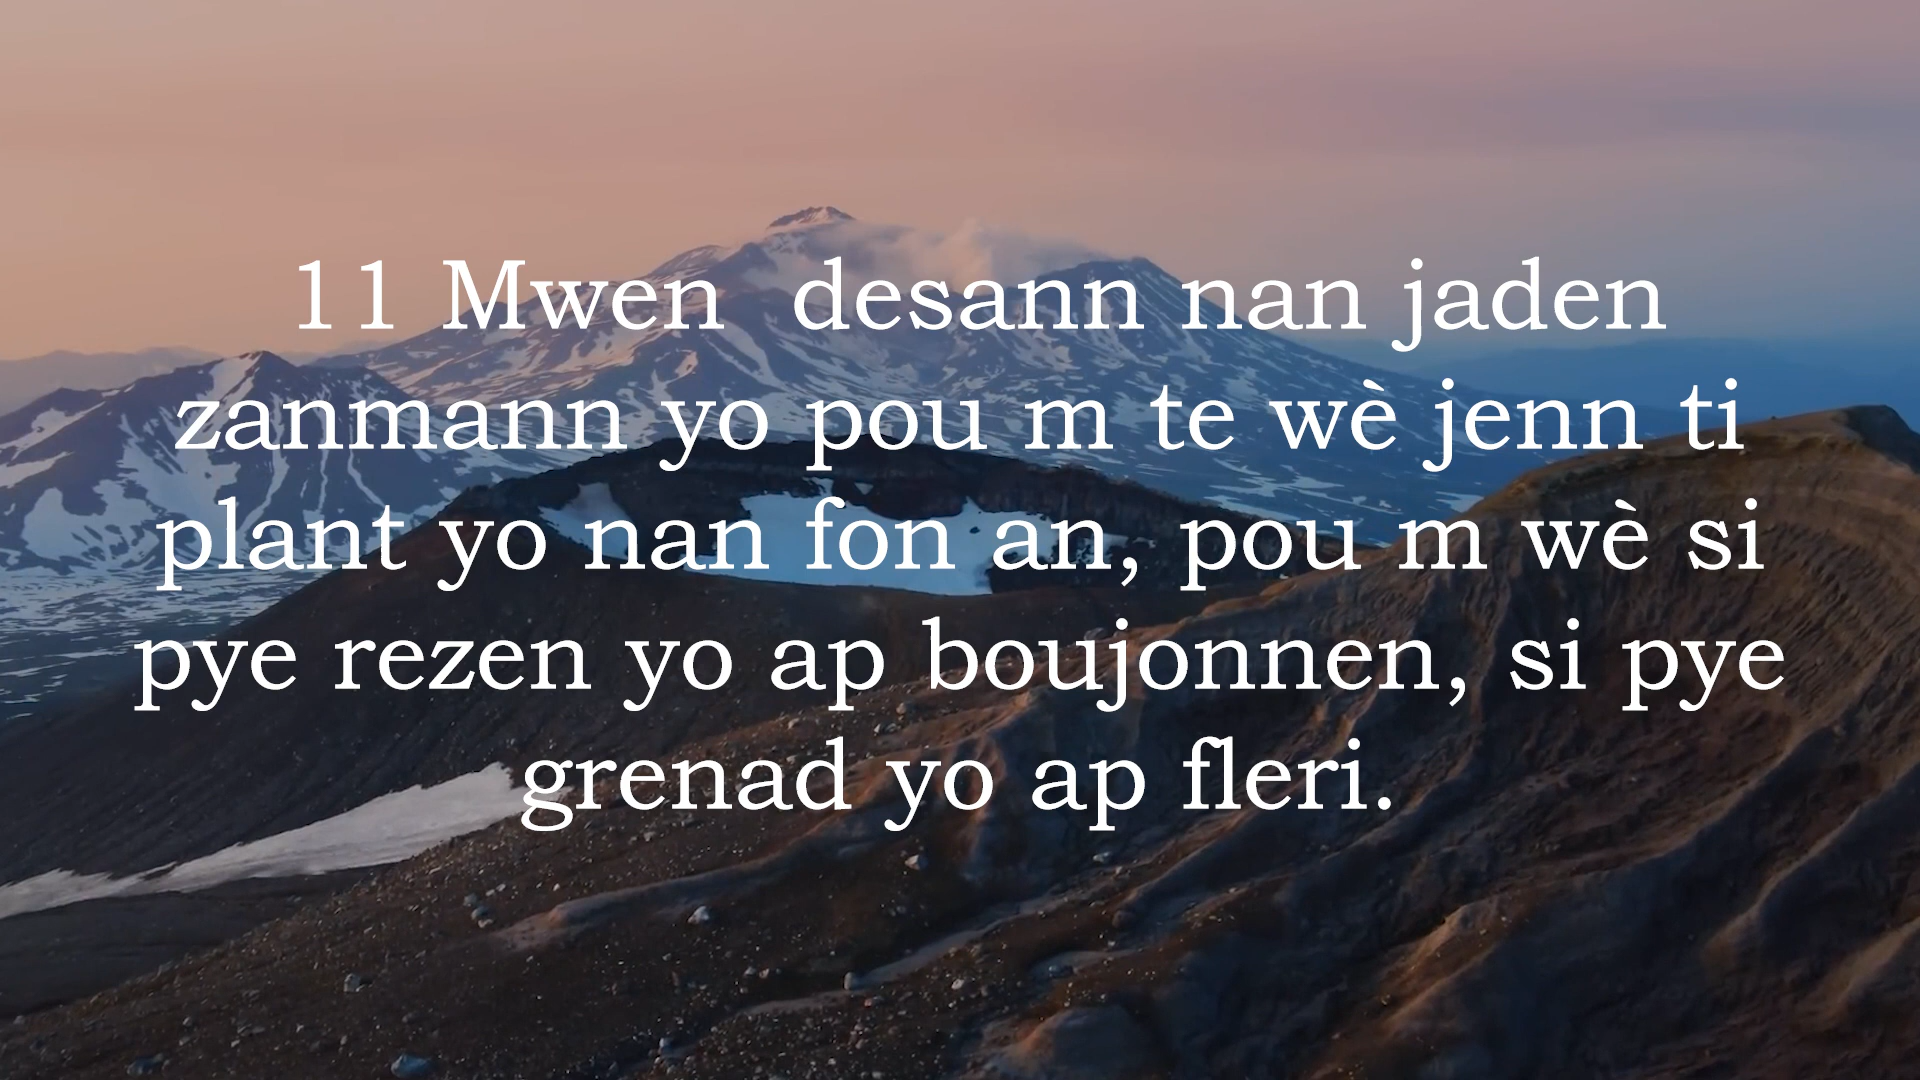 11 Mwen  desann nan jaden
zanmann yo pou m te wè jenn ti
plant yo nan fon an, pou m wè si
pye rezen yo ap boujonnen, si pye
grenad yo ap fleri.